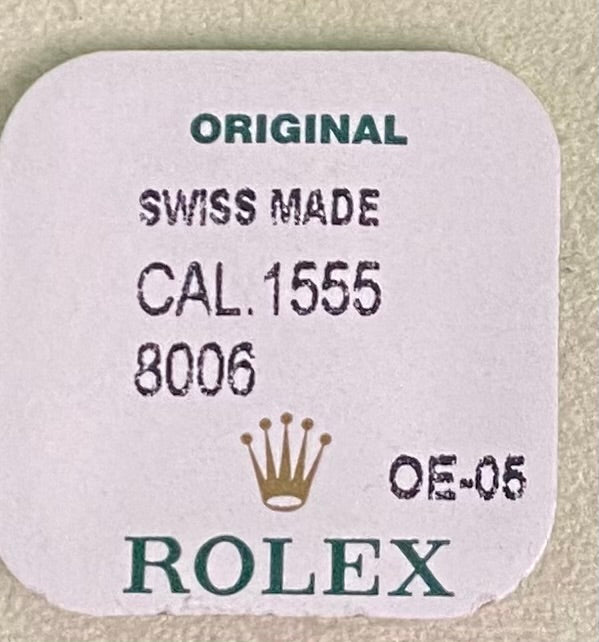 ORIGINAL
SWISS MADE
CAL.1555
8006
OE-05
ROLEX